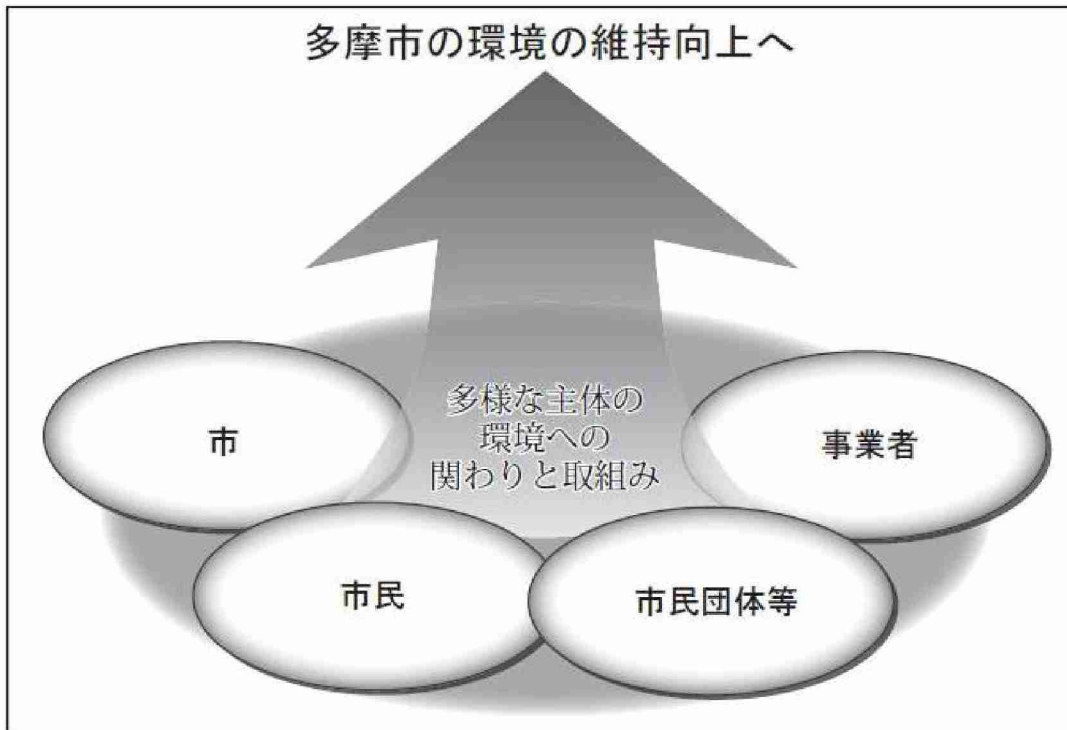 多摩市の環境の維持向上へ
多様な主体の
環境への
関わりと取組み
市
事業者
市民
市民団体等